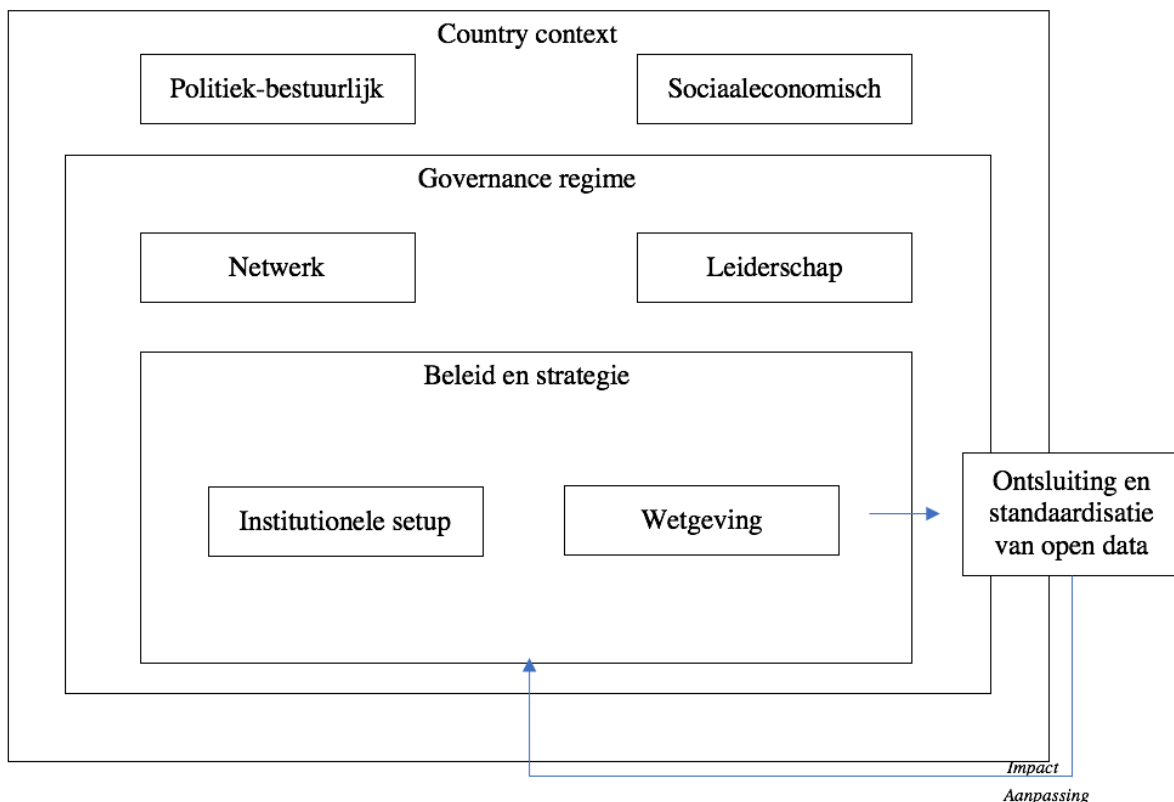 Country context
Politiek-bestuurlijk
Sociaaleconomisch
Governance regime
Netwerk
Leiderschap
Beleid en strategie
Institutionele setup
Wetgeving
Ontsluiting en
standaardisatie
van open data
Impact
Aanpassing